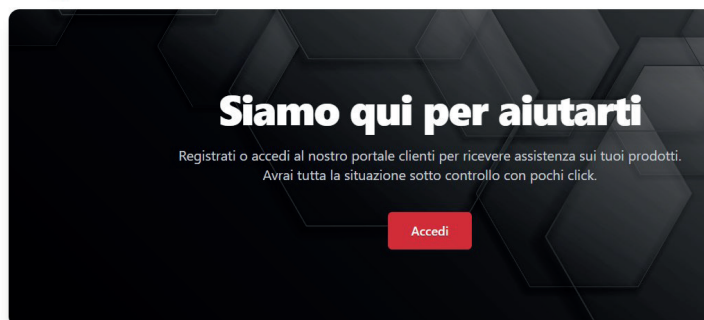 Siamo qui per aiutarti
Registrati o accedi al nostro portale clienti per ricevere assistenza sui tuoi prodotti.
Avrai tutta la situazione sotto controllo con pochi click.
Accedi